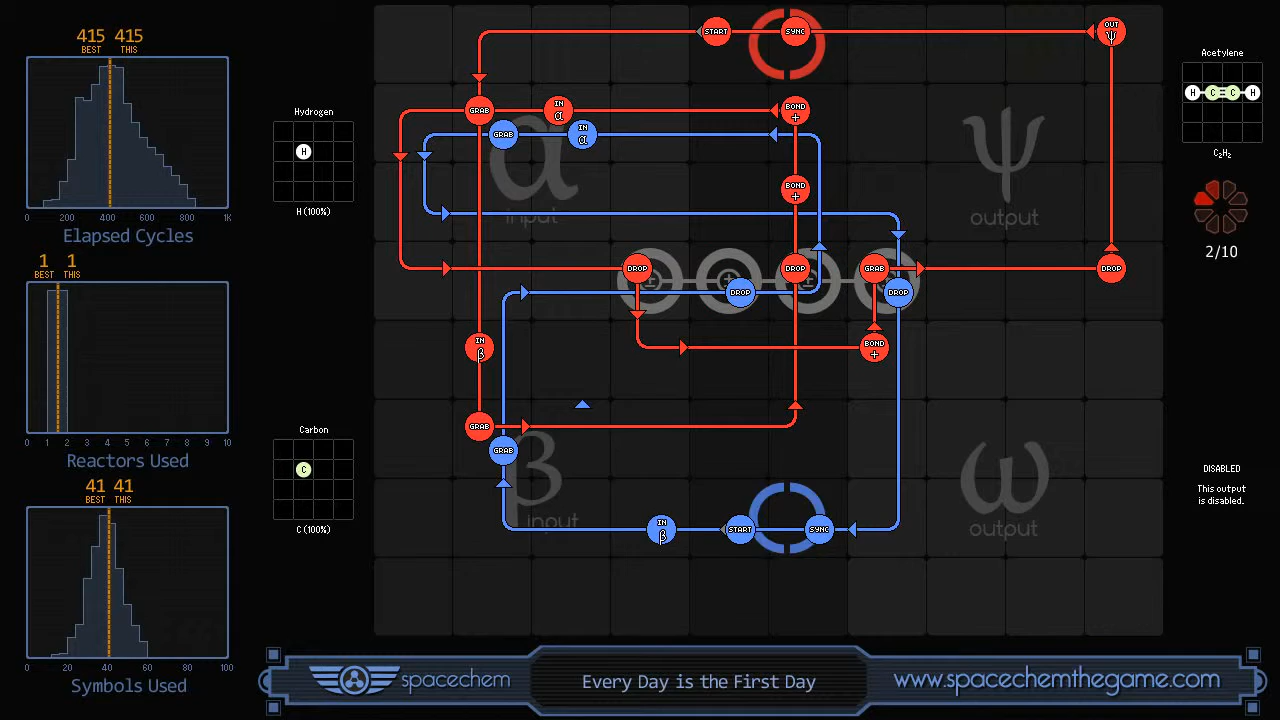 415 415
BEST THIS
0 200 400 600 800 1K
Elapsed Cycles
1 1
BEST THIS
0 1 2 3 4 5 6 7 8 9 10
Reactors Used
41 41
BEST THIS
0 20 40 60 80 100
Symbols Used
Hydrogen
H
H (100%)
Carbon
C
C (100%)
START SYNC OUT ψ
GRAB IN α BOND +
GRAB IN α
α
input
BOND +
ψ
output
DROP DROP GRAB DROP
DROP DROP
IN β BOND +
GRAB
GRAB
β
input
ω
output
IN β START SYNC
Acetylene
H C C H
C₂H₂
2/10
DISABLED
This output
is disabled.
spacechem
Every Day is the First Day
www.spacechemthegame.com